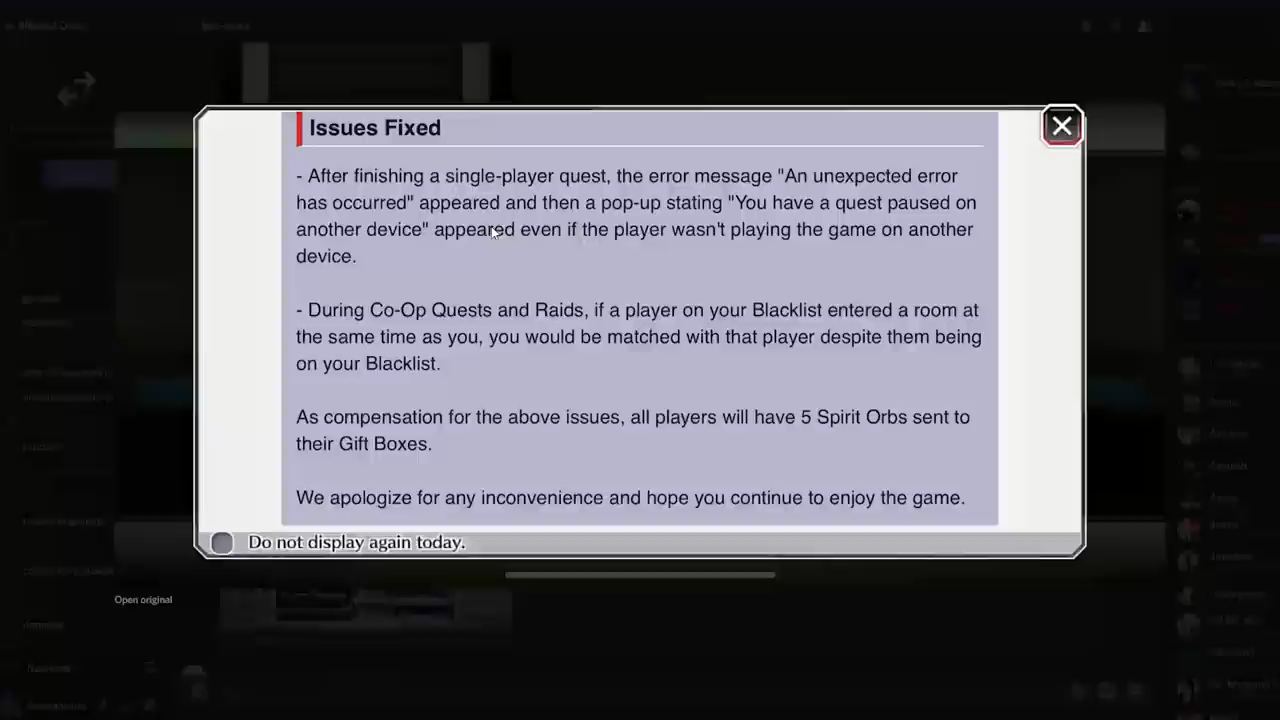 Issues Fixed
- After finishing a single-player quest, the error message "An unexpected error
has occurred" appeared and then a pop-up stating "You have a quest paused on
another device" appeared even if the player wasn't playing the game on another
device.
- During Co-Op Quests and Raids, if a player on your Blacklist entered a room at
the same time as you, you would be matched with that player despite them being
on your Blacklist.
As compensation for the above issues, all players will have 5 Spirit Orbs sent to
their Gift Boxes.
We apologize for any inconvenience and hope you continue to enjoy the game.
Do not display again today.
Open original